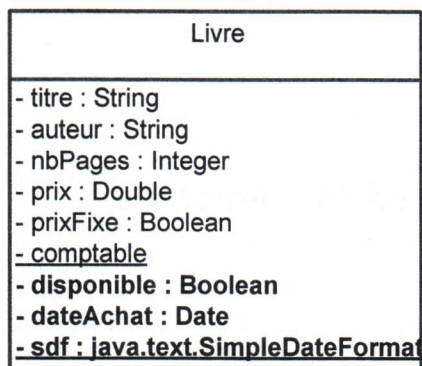 Livre
- titre : String
- auteur : String
- nbPages : Integer
- prix : Double
- prixFixe : Boolean
- comptable
- disponible : Boolean
- dateAchat : Date
- sdf : java.text.SimpleDateFormat